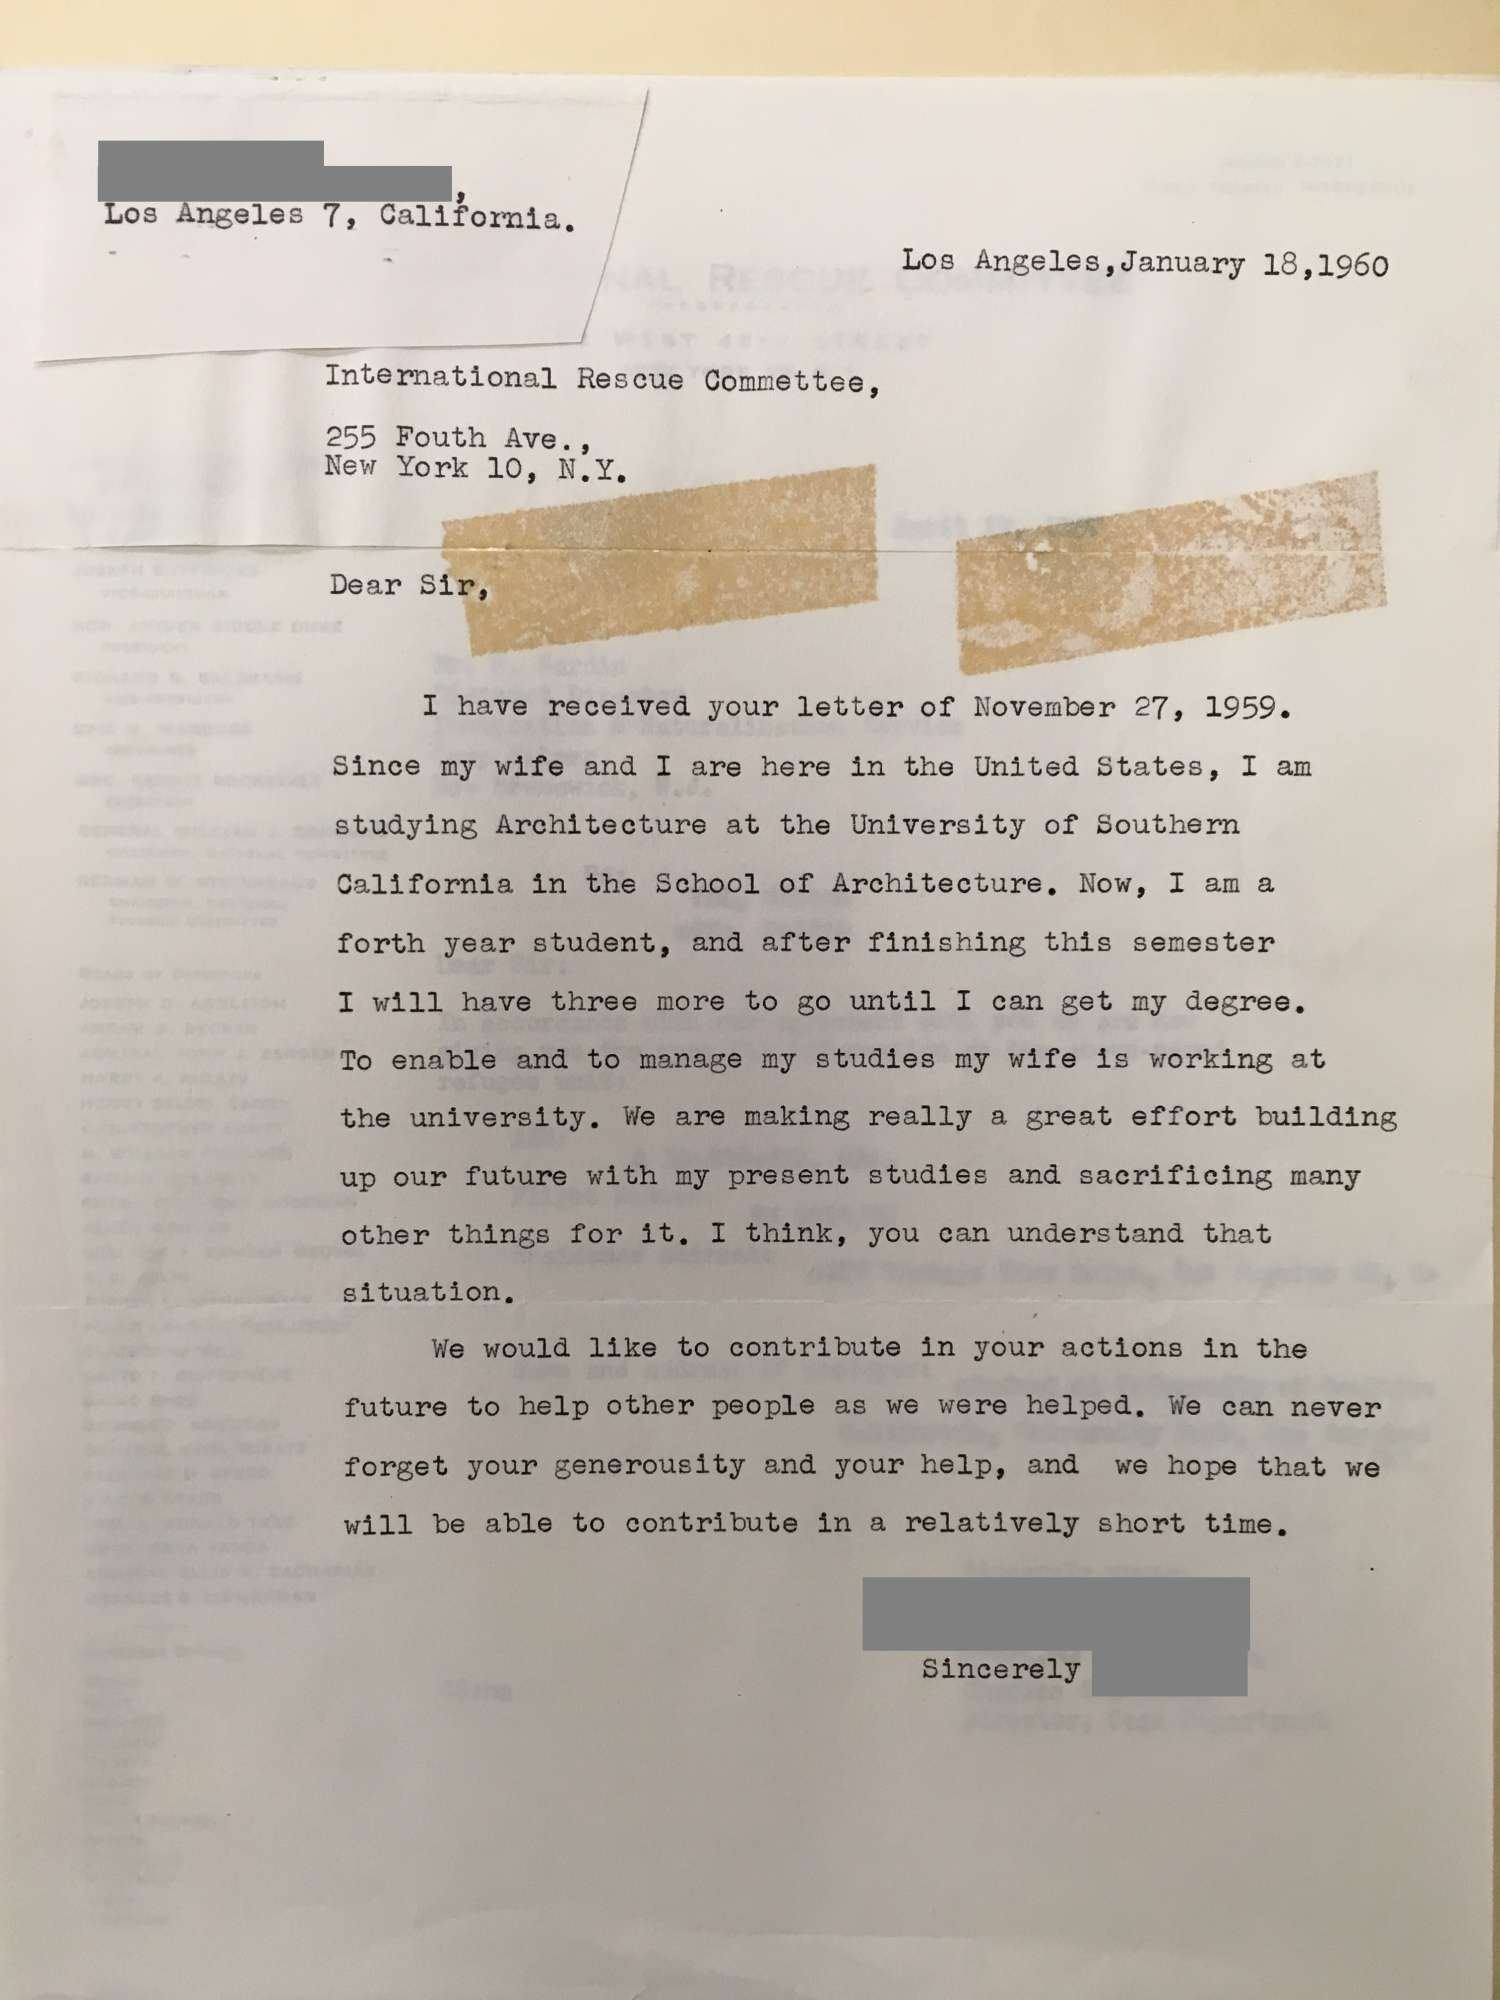 Los Angeles 7, California.
Los Angeles,January 18,1960
International Rescue Commettee,
255 Fouth Ave.,
New York 10, N.Y.
Dear Sir,
I have received your letter of November 27, 1959.
Since my wife and I are here in the United States, I am
studying Architecture at the University of Southern
California in the School of Architecture. Now, I am a
forth year student, and after finishing this semester
I will have three more to go until I can get my degree.
To enable and to manage my studies my wife is working at
the university. We are making really a great effort building
up our future with my present studies and sacrificing many
other things for it. I think, you can understand that
situation.
We would like to contribute in your actions in the
future to help other people as we were helped. We can never
forget your generousity and your help, and we hope that we
will be able to contribute in a relatively short time.
Sincerely